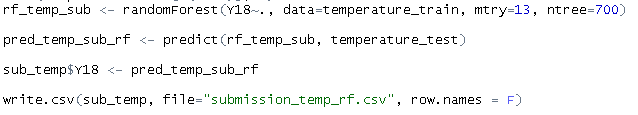 rf_temp_sub <- randomForest(Y18~., data=temperature_train, mtry=13, ntree=700)
pred_temp_sub_rf <- predict(rf_temp_sub, temperature_test)
sub_temp$Y18 <- pred_temp_sub_rf
write.csv(sub_temp, file="submission_temp_rf.csv", row.names = F)